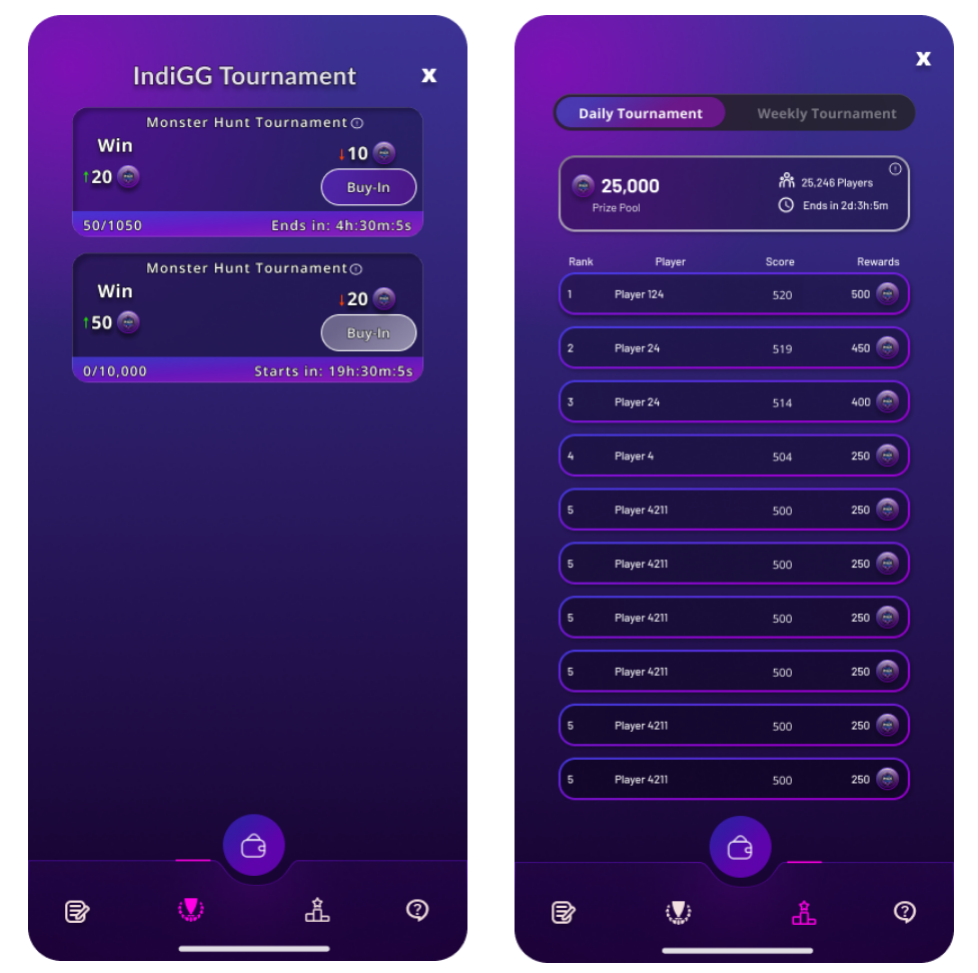 IndiGG Tournament
x
Monster Hunt Tournament
Win
↑20
↓10
Buy-In
50/1050
Ends in: 4h:30m:5s
Monster Hunt Tournament
Win
↑50
↓20
Buy-In
0/10,000
Starts in: 19h:30m:5s
x
Daily Tournament
Weekly Tournament
25,000
Prize Pool
25,246 Players
Ends in 2d:3h:5m
Rank Player Score Rewards
1 Player 124 520 500
2 Player 24 519 450
3 Player 24 514 400
4 Player 4 504 250
5 Player 4211 500 250
5 Player 4211 500 250
5 Player 4211 500 250
5 Player 4211 500 250
5 Player 4211 500 250
5 Player 4211 500 250